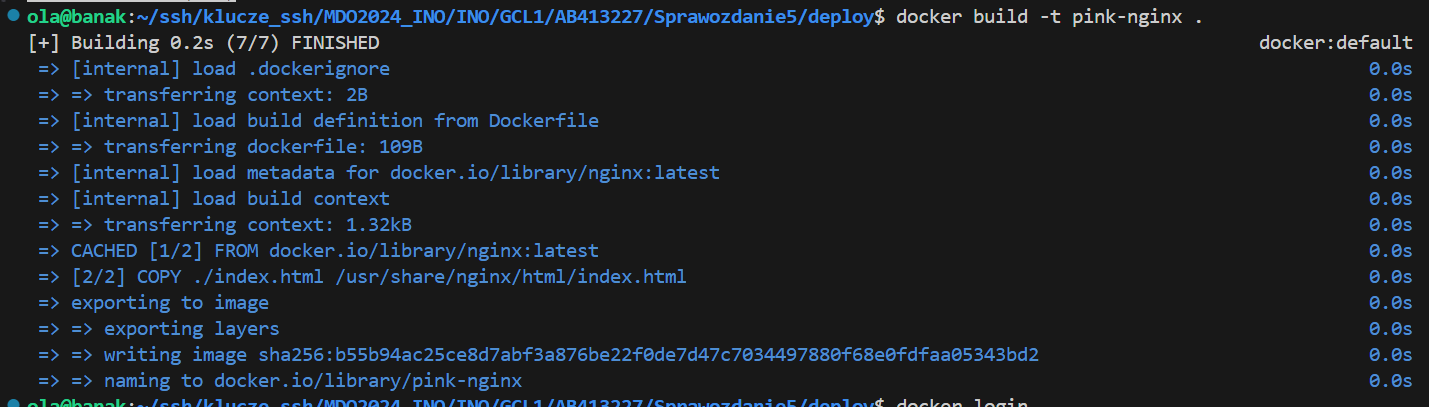 ola@banak:~/ssh/klucze_ssh/MDO2024_INO/INO/GCL1/AB413227/Sprawozdanie5/deploy$ docker build -t pink-nginx .
[+] Building 0.2s (7/7) FINISHED docker:default
=> [internal] load .dockerignore 0.0s
=> => transferring context: 2B 0.0s
=> [internal] load build definition from Dockerfile 0.0s
=> => transferring dockerfile: 109B 0.0s
=> [internal] load metadata for docker.io/library/nginx:latest 0.0s
=> [internal] load build context 0.0s
=> => transferring context: 1.32kB 0.0s
=> CACHED [1/2] FROM docker.io/library/nginx:latest 0.0s
=> [2/2] COPY ./index.html /usr/share/nginx/html/index.html 0.0s
=> exporting to image 0.0s
=> => exporting layers 0.0s
=> => writing image sha256:b55b94ac25ce8d7abf3a876be22f0de7d47c7034497880f68e0fdfaa05343bd2 0.0s
=> => naming to docker.io/library/pink-nginx 0.0s
ola@banak:~/ssh/klucze_ssh/MDO2024_INO/INO/GCL1/AB413227/Sprawozdanie5/deploy$ docker login